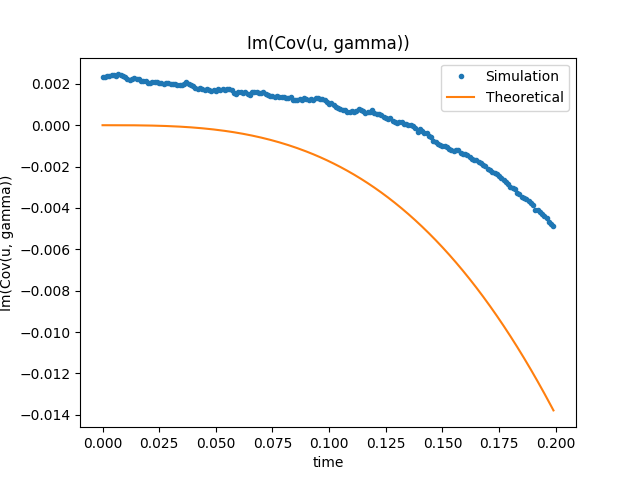 Im(Cov(u, gamma))
Simulation
Theoretical
Im(Cov(u, gamma))
0.002
0.000
−0.002
−0.004
−0.006
−0.008
−0.010
−0.012
−0.014
0.000 0.025 0.050 0.075 0.100 0.125 0.150 0.175 0.200
time